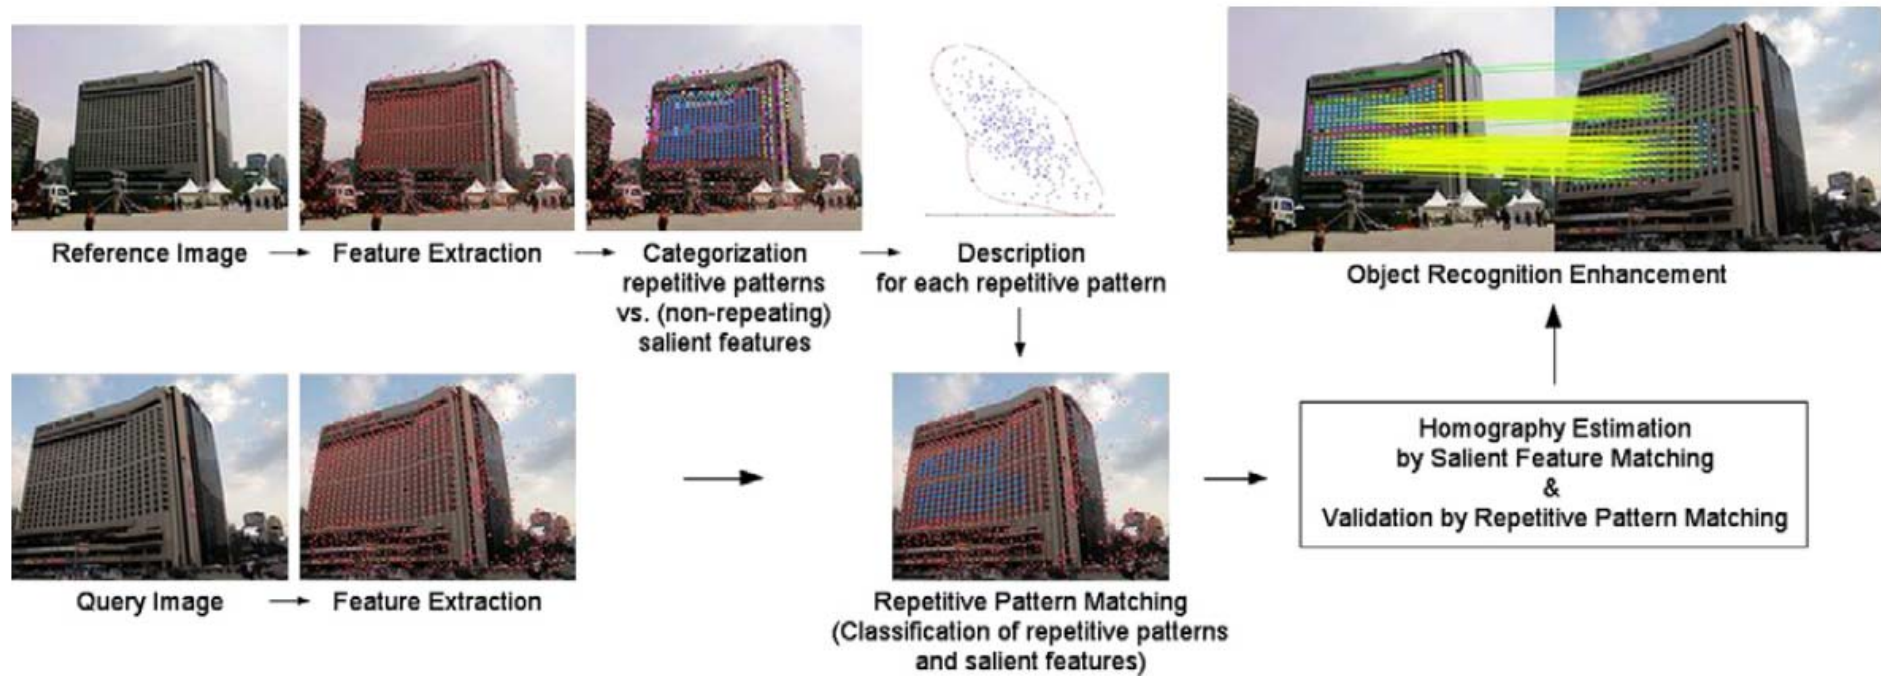 Reference Image
Feature Extraction
Categorization
repetitive patterns
vs. (non-repeating)
salient features
Description
for each repetitive pattern
Object Recognition Enhancement
Query Image
Feature Extraction
Repetitive Pattern Matching
(Classification of repetitive patterns
and salient features)
Homography Estimation
by Salient Feature Matching
&
Validation by Repetitive Pattern Matching